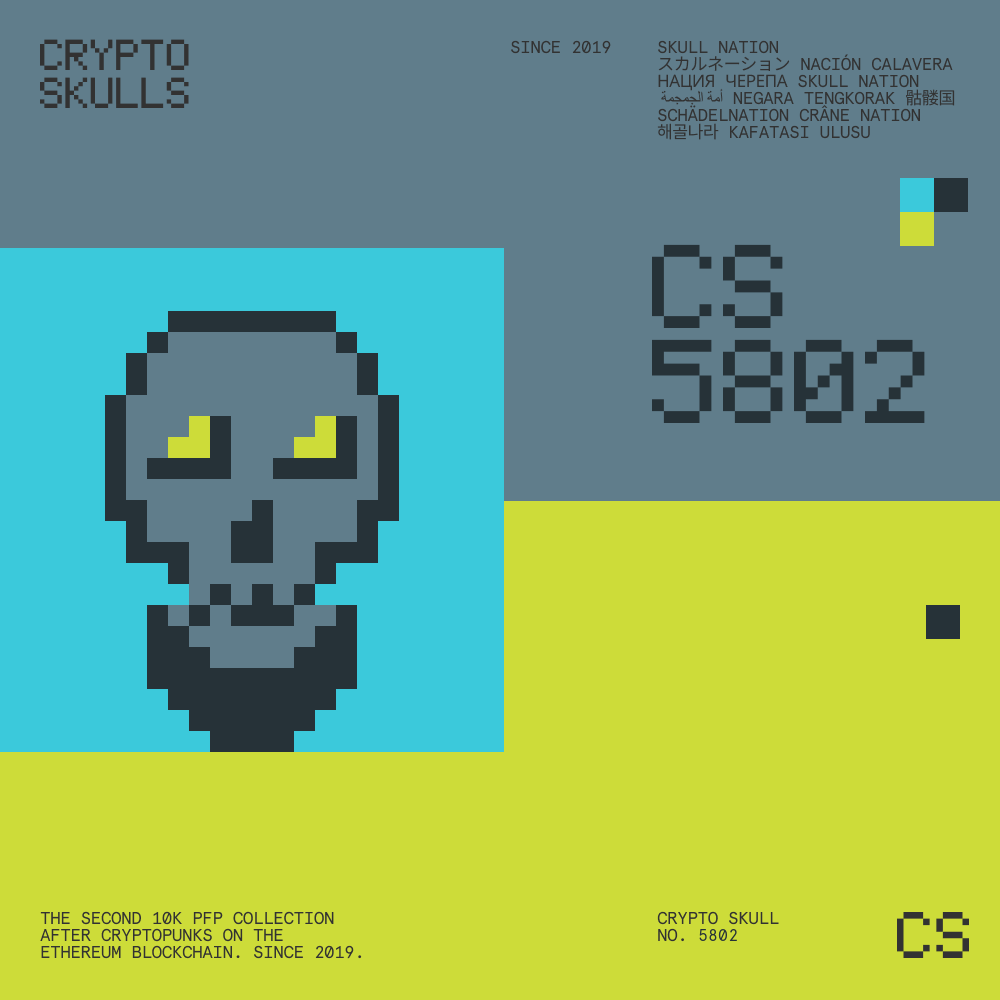 CRYPTO
SKULLS
SINCE 2019
SKULL NATION
スカルネーション NACIÓN CALAVERA
НАЦИЯ ЧЕРЕПА SKULL NATION
أمة الجمجمة NEGARA TENGKORAK 骷髅国
SCHÄDELNATION CRÂNE NATION
해골나라 KAFATASI ULUSU
CS
5802
THE SECOND 10K PFP COLLECTION
AFTER CRYPTOPUNKS ON THE
ETHEREUM BLOCKCHAIN. SINCE 2019.
CRYPTO SKULL
NO. 5802
CS